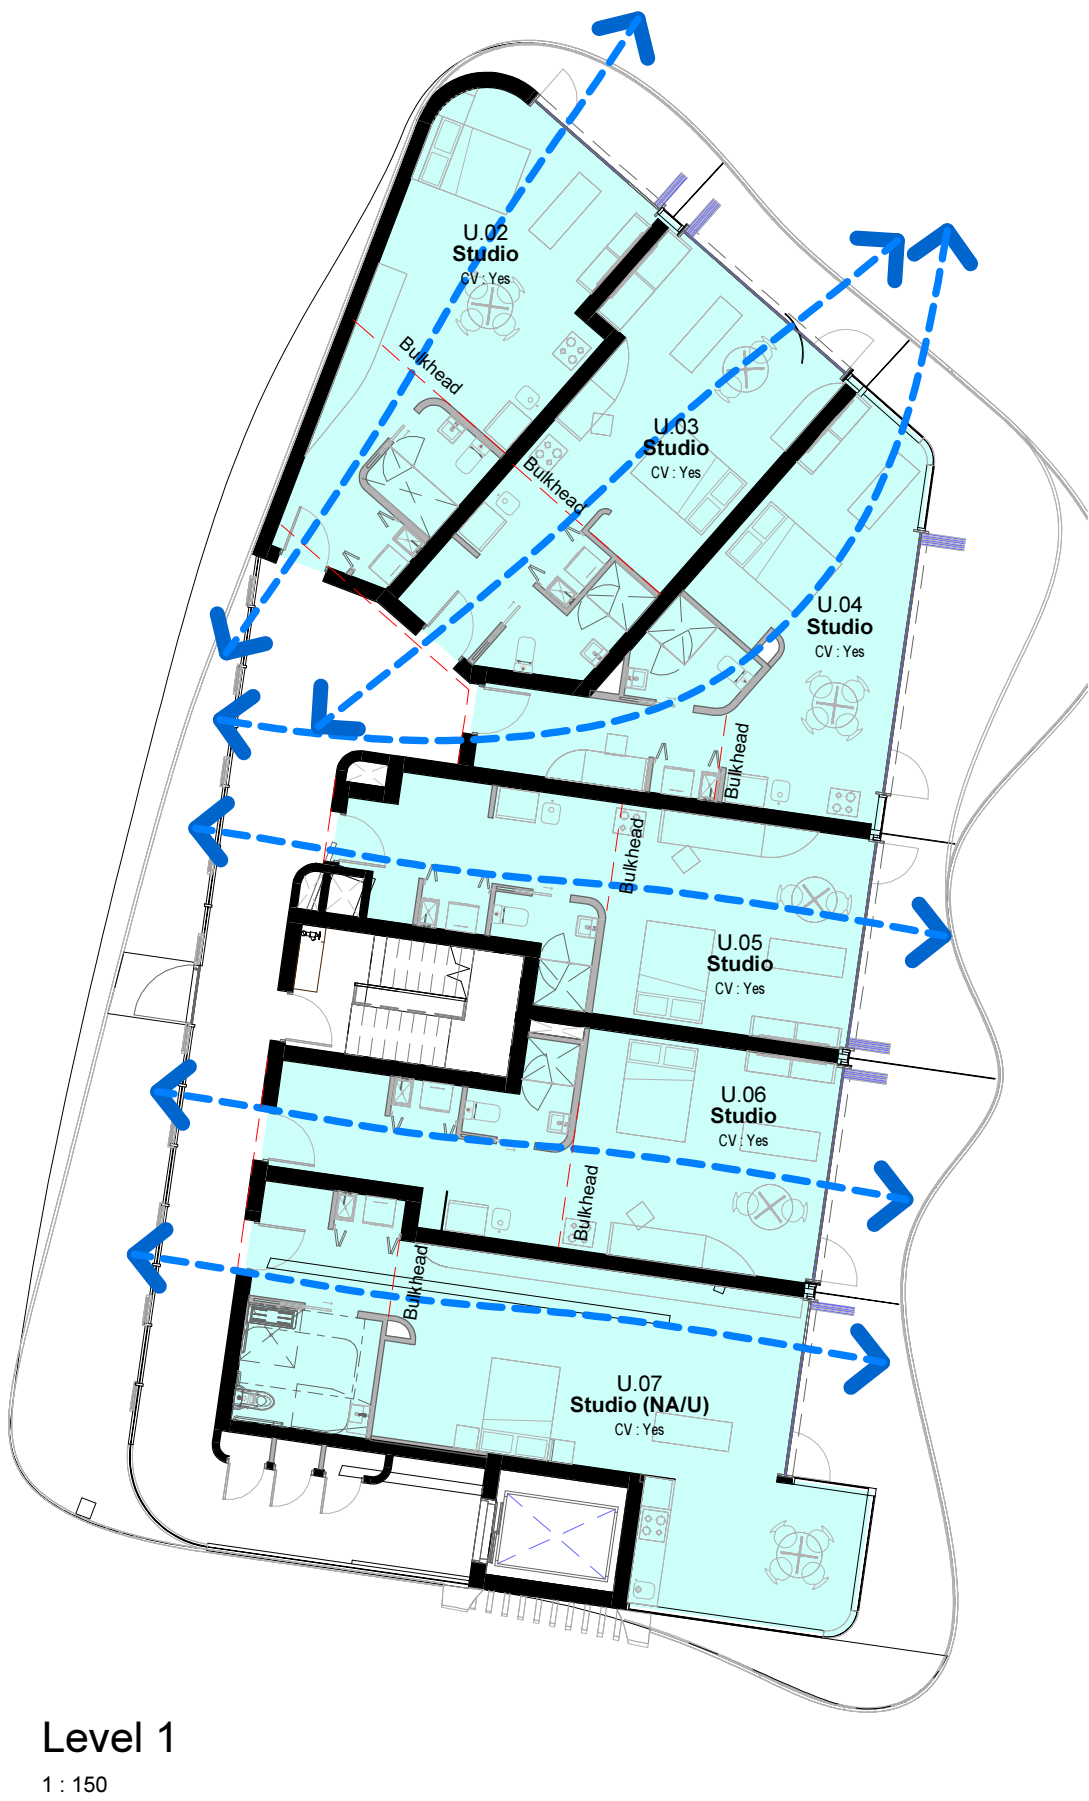 U.02
Studio
CV : Yes
Bulkhead
U.03
Studio
CV : Yes
Bulkhead
U.04
Studio
CV : Yes
Bulkhead
Bulkhead
U.05
Studio
CV : Yes
U.06
Studio
CV : Yes
Bulkhead
Bulkhead
U.07
Studio (NA/U)
CV : Yes
Level 1
1 : 150